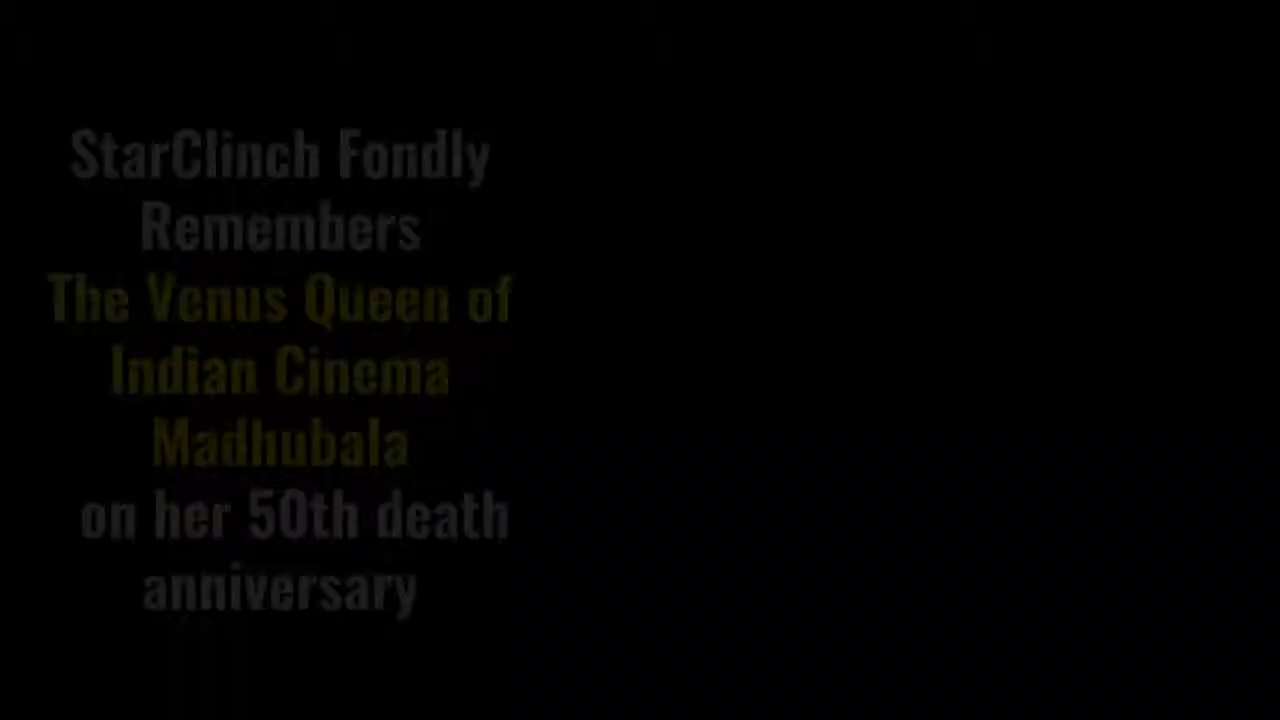 StarClinch Fondly
Remembers
The Venus Queen of
Indian Cinema
Madhubala
on her 50th death
anniversary